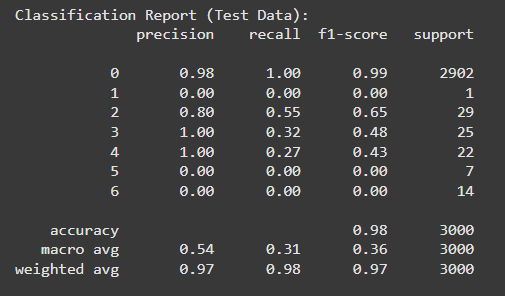 Classification Report (Test Data):
precision recall f1-score support
0 0.98 1.00 0.99 2902
1 0.00 0.00 0.00 1
2 0.80 0.55 0.65 29
3 1.00 0.32 0.48 25
4 1.00 0.27 0.43 22
5 0.00 0.00 0.00 7
6 0.00 0.00 0.00 14
accuracy 0.98 3000
macro avg 0.54 0.31 0.36 3000
weighted avg 0.97 0.98 0.97 3000